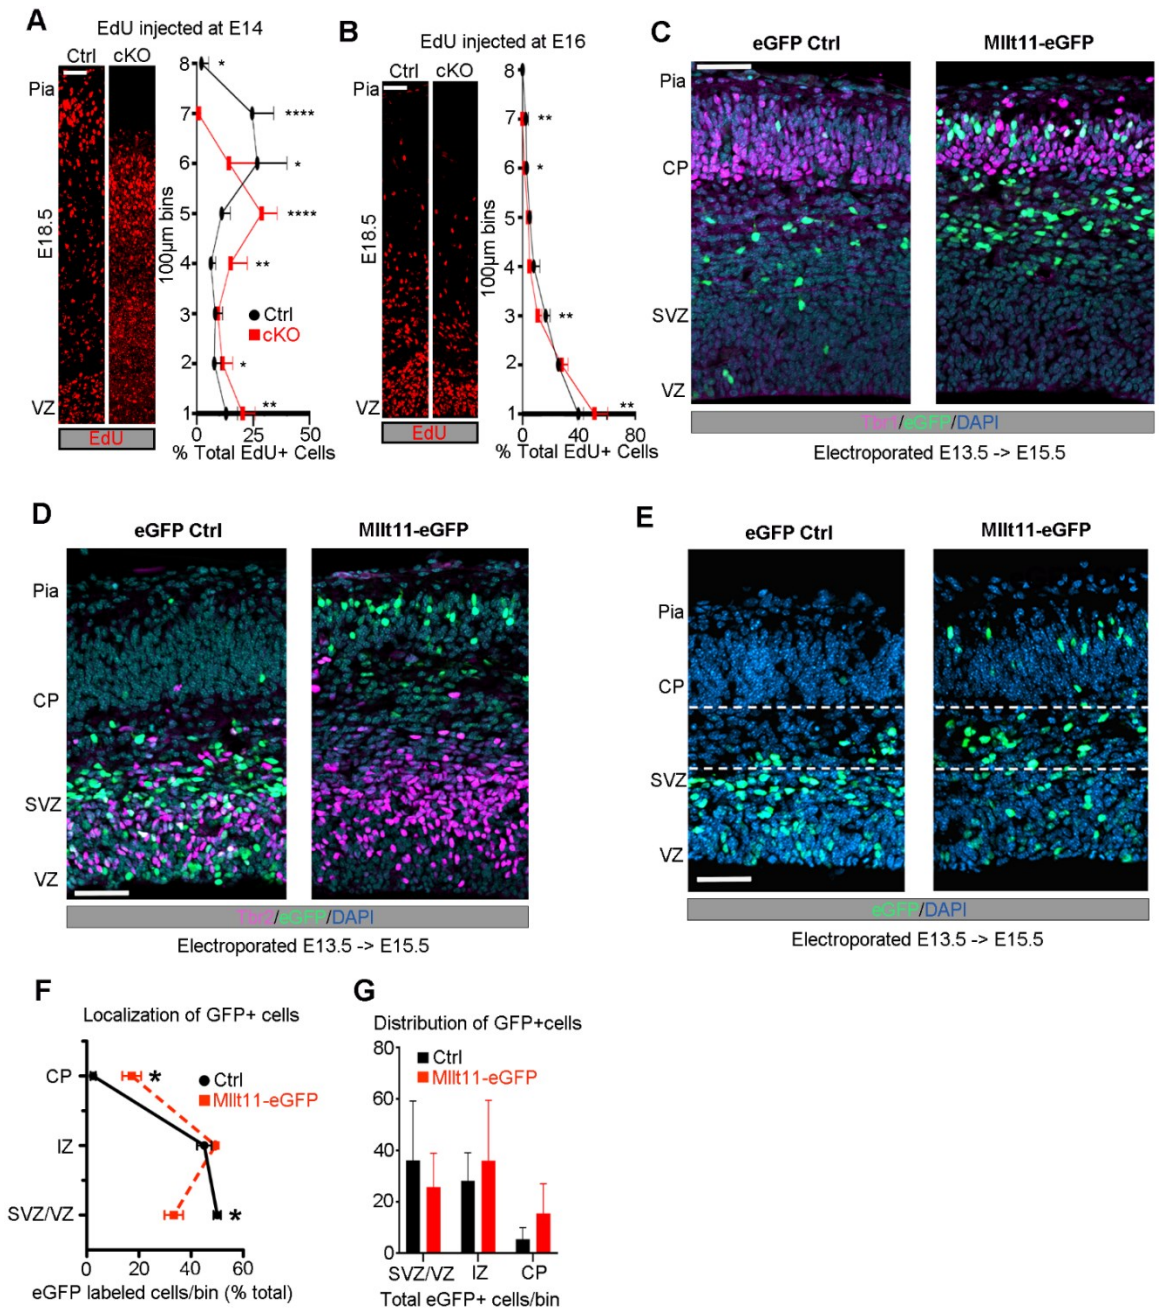 A
EdU injected at E14
Ctrl cKO
Pia
E18.5
VZ
EdU
8
7
6
5
4
3
2
1
100µm bins
*
****
*
****
**
*
**
Ctrl
cKO
0 25 50
% Total EdU+ Cells
B
EdU injected at E16
Ctrl cKO
Pia
E18.5
VZ
EdU
8
7
6
5
4
3
2
1
100µm bins
**
*
**
**
0 40 80
% Total EdU+ Cells
C
eGFP Ctrl Mllt11-eGFP
Pia
CP
SVZ
VZ
Tbr1/eGFP/DAPI
Electroporated E13.5 -> E15.5
D
eGFP Ctrl Mllt11-eGFP
Pia
CP
SVZ
VZ
Tbr2/eGFP/DAPI
Electroporated E13.5 -> E15.5
E
eGFP Ctrl Mllt11-eGFP
Pia
CP
SVZ
VZ
eGFP/DAPI
Electroporated E13.5 -> E15.5
F
Localization of GFP+ cells
CP
IZ
SVZ/VZ
*
*
Ctrl
Mllt11-eGFP
0 20 40 60
eGFP labeled cells/bin (% total)
G
Distribution of GFP+cells
80
60
40
20
0
Ctrl
Mllt11-eGFP
SVZ/VZ IZ CP
Total eGFP+ cells/bin